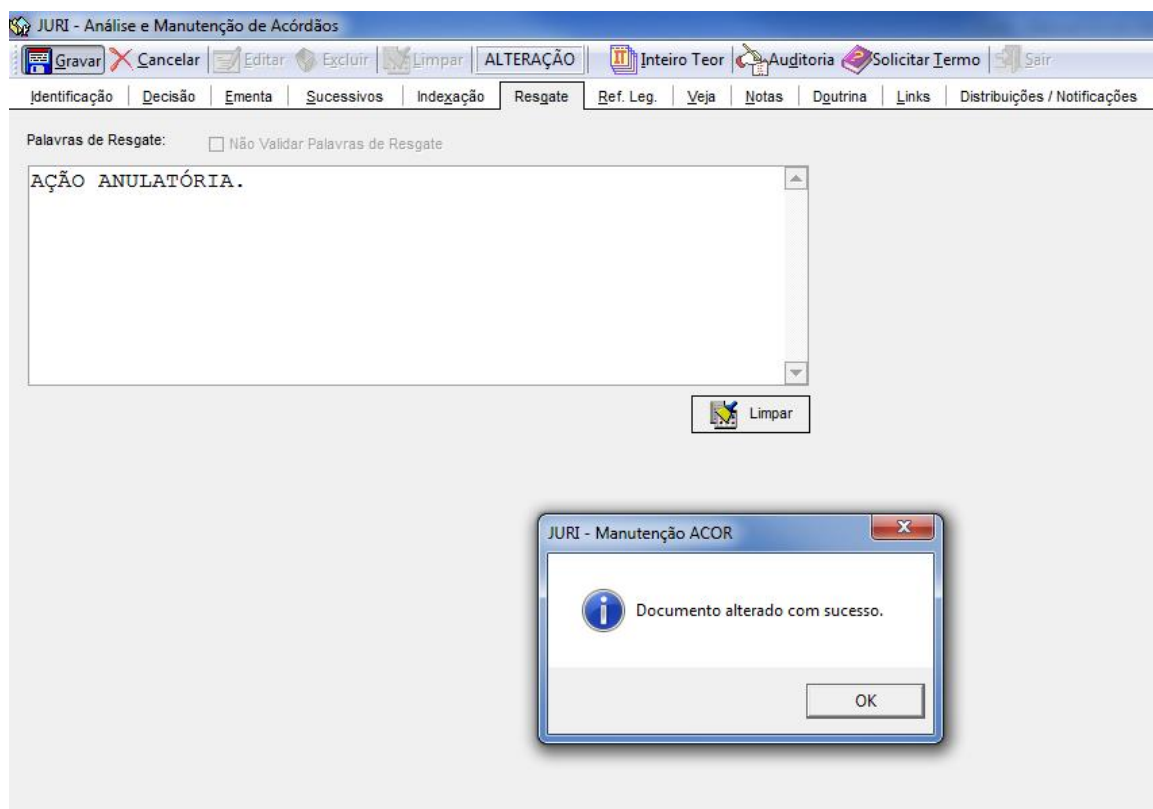 JURI - Análise e Manutenção de Acórdãos
Gravar Cancelar Editar Excluir Limpar ALTERAÇÃO Inteiro Teor Auditoria Solicitar Termo Sair
Identificação Decisão Ementa Sucessivos Indexação Resgate Ref. Leg. Veja Notas Doutrina Links Distribuições / Notificações
Palavras de Resgate: Não Validar Palavras de Resgate
AÇÃO ANULATÓRIA.
Limpar
JURI - Manutenção ACOR
Documento alterado com sucesso.
OK